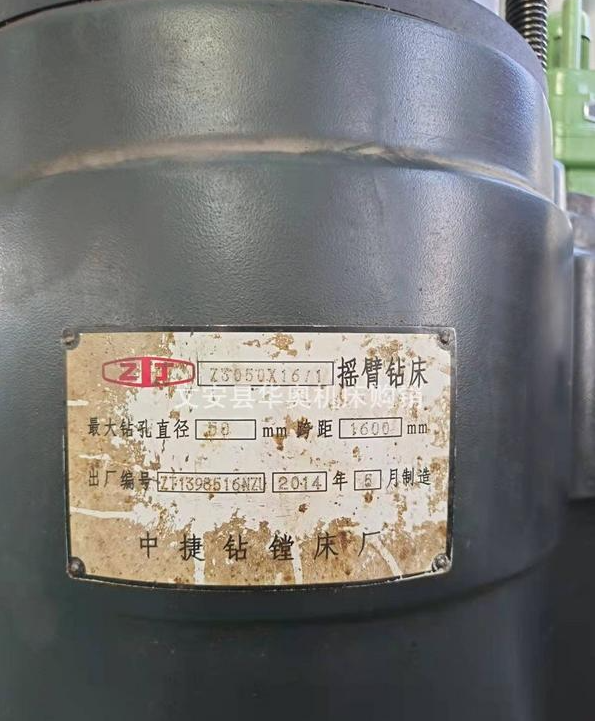 ZJ Z3050X16/1 摇臂钻床
文安县华奥机床购销
最大钻孔直径 50 mm 跨距 1600 mm
出厂编号 ZT1398516NZU 2014 年 5 月制造
中捷钻镗床厂